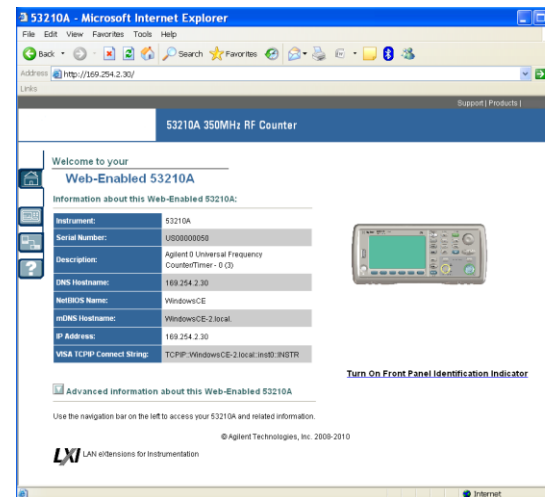 53210A - Microsoft Internet Explorer
File Edit View Favorites Tools Help
Back Search Favorites
Address http://169.254.2.30/
Links
Support | Products |
53210A 350MHz RF Counter
Welcome to your
Web-Enabled 53210A
Information about this Web-Enabled 53210A:
Instrument: 53210A
Serial Number: US00000058
Description: Agilent 0 Universal Frequency
Counter/Timer - 0 (3)
DNS Hostname: 169.254.2.30
NetBIOS Name: WindowsCE
mDNS Hostname: WindowsCE-2.local.
IP Address: 169.254.2.30
VISA TCPIP Connect String: TCPIP::WindowsCE-2.local::inst0::INSTR
Turn On Front Panel Identification Indicator
Advanced information about this Web-Enabled 53210A
Use the navigation bar on the left to access your 53210A and related information.
© Agilent Technologies, Inc. 2008-2010
LXI LAN eXtensions for Instrumentation
Internet